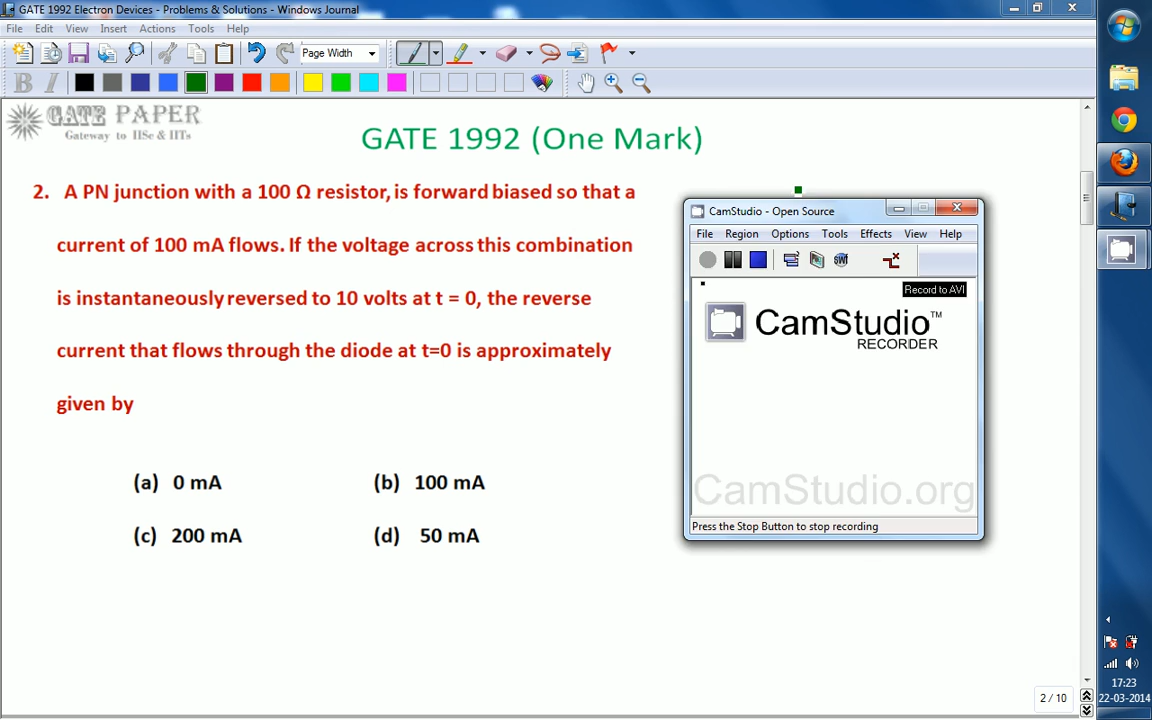 GATE 1992 Electron Devices - Problems & Solutions - Windows Journal
File Edit View Insert Actions Tools Help
Page Width
B I
GATE PAPER
Gateway to IISc & IITs
GATE 1992 (One Mark)
2. A PN junction with a 100 Ω resistor, is forward biased so that a
current of 100 mA flows. If the voltage across this combination
is instantaneously reversed to 10 volts at t = 0, the reverse
current that flows through the diode at t=0 is approximately
given by
(a) 0 mA (b) 100 mA
(c) 200 mA (d) 50 mA
CamStudio - Open Source
File Region Options Tools Effects View Help
SWF
Record to AVI
CamStudio™
RECORDER
CamStudio.org
Press the Stop Button to stop recording
2 / 10
17:23
22-03-2014